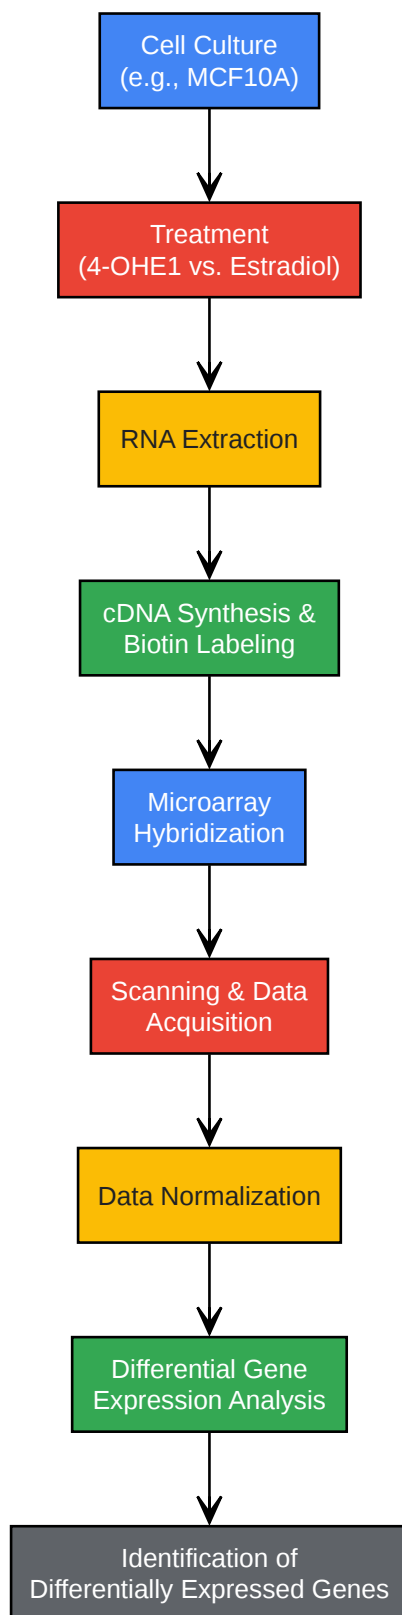 Cell Culture
(e.g., MCF10A)
Treatment
(4-OHE1 vs. Estradiol)
RNA Extraction
cDNA Synthesis &
Biotin Labeling
Microarray
Hybridization
Scanning & Data
Acquisition
Data Normalization
Differential Gene
Expression Analysis
Identification of
Differentially Expressed Genes